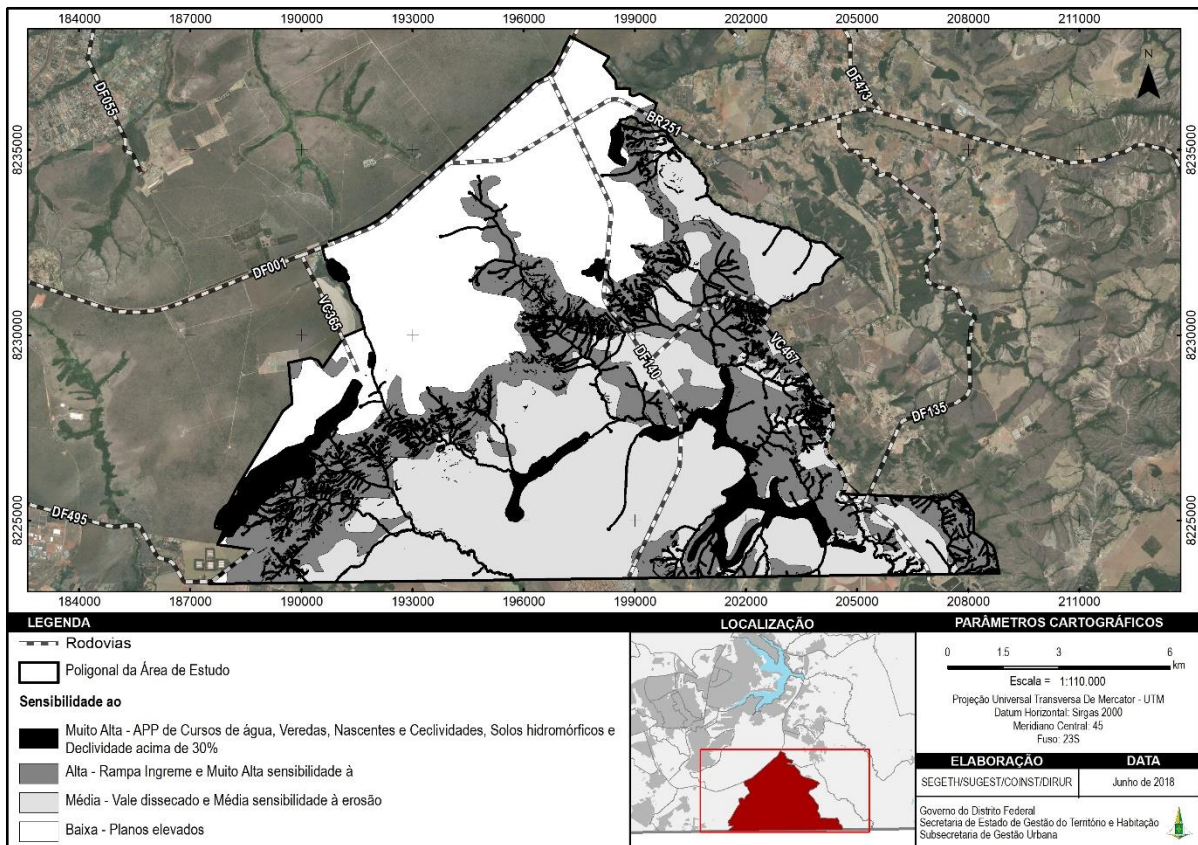 184000 187000 190000 193000 196000 199000 202000 205000 208000 211000
N
DF055
DF473
BR251
8235000
8235000
DF001
VC365
8230000
8230000
DF140
VC467
DF135
8225000
8225000
DF495
184000 187000 190000 193000 196000 199000 202000 205000 208000 211000
LEGENDA
Rodovias
Poligonal da Área de Estudo
Sensibilidade ao
Muito Alta - APP de Cursos de água, Veredas, Nascentes e Ceclividades, Solos hidromórficos e
Declividade acima de 30%
Alta - Rampa Ingreme e Muito Alta sensibilidade à
Média - Vale dissecado e Média sensibilidade à erosão
Baixa - Planos elevados
LOCALIZAÇÃO
PARÂMETROS CARTOGRÁFICOS
0 1.5 3 6
km
Escala = 1:110.000
Projeção Universal Transversa De Mercator - UTM
Datum Horizontal: Sirgas 2000
Meridiano Central: 45
Fuso: 23S
ELABORAÇÃO DATA
SEGETH/SUGEST/COINST/DIRUR Junho de 2018
Governo do Distrito Federal
Secretaria de Estado de Gestão do Território e Habitação
Subsecretaria de Gestão Urbana